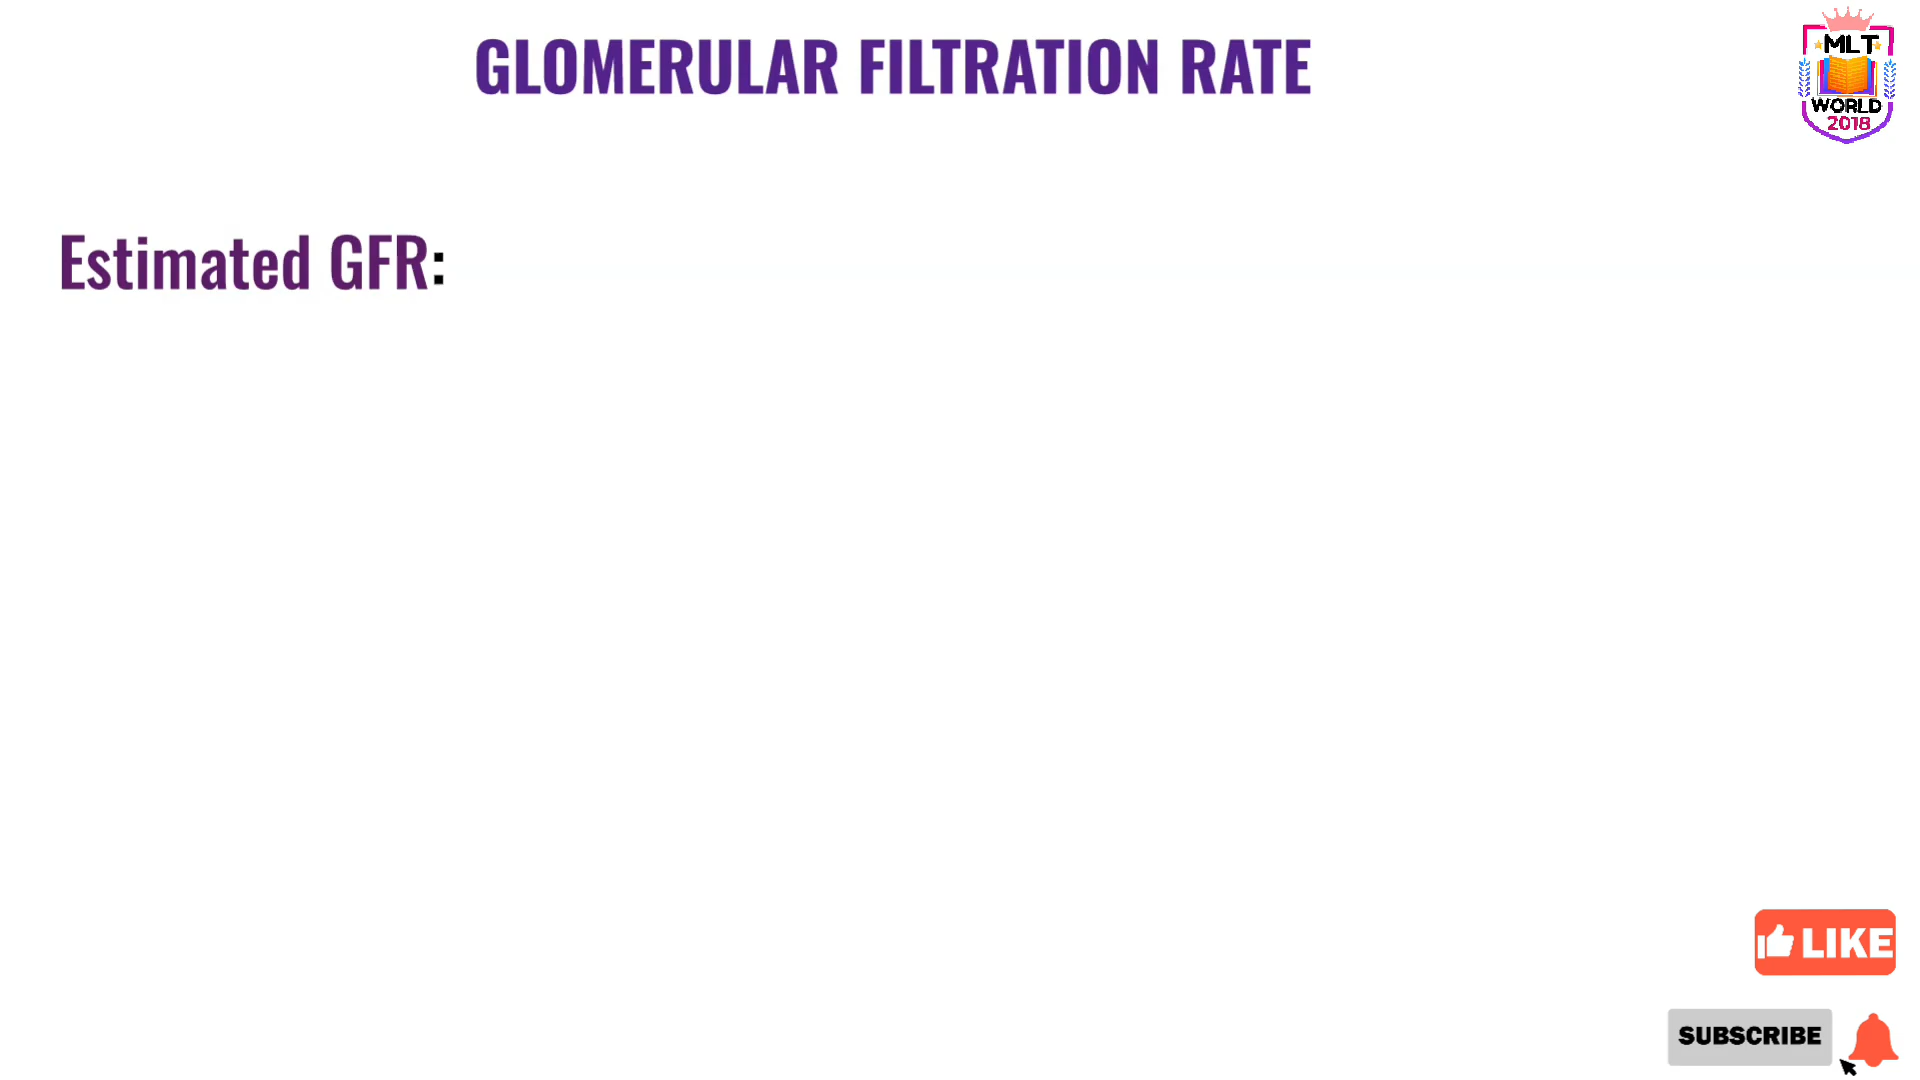 GLOMERULAR FILTRATION RATE
MLT
WORLD
2018
Estimated GFR:
LIKE
SUBSCRIBE